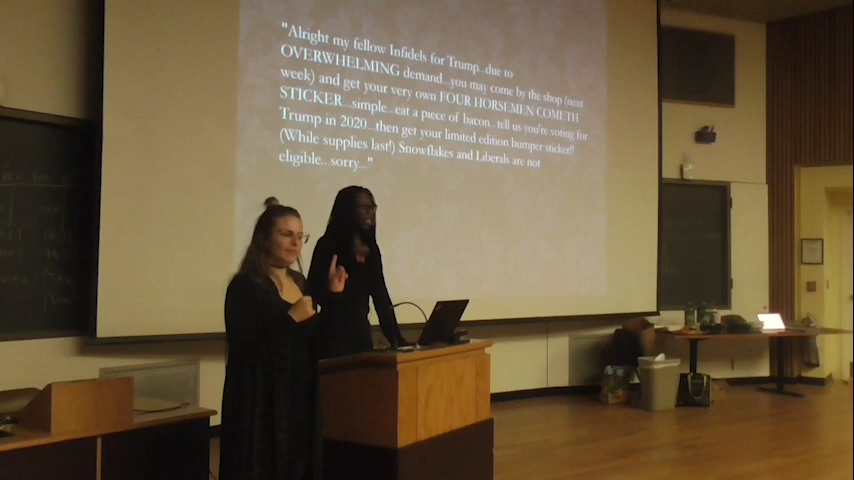 "Alright my fellow Infidels for Trump...due to
OVERWHELMING demand...you may come by the shop (next
week) and get your very own FOUR HORSEMEN COMETH
STICKER...simple...eat a piece of bacon...tell us you're voting for
Trump in 2020...then get your limited edition bumper sticker!!
(While supplies last!) Snowflakes and Liberals are not
eligible...sorry..."